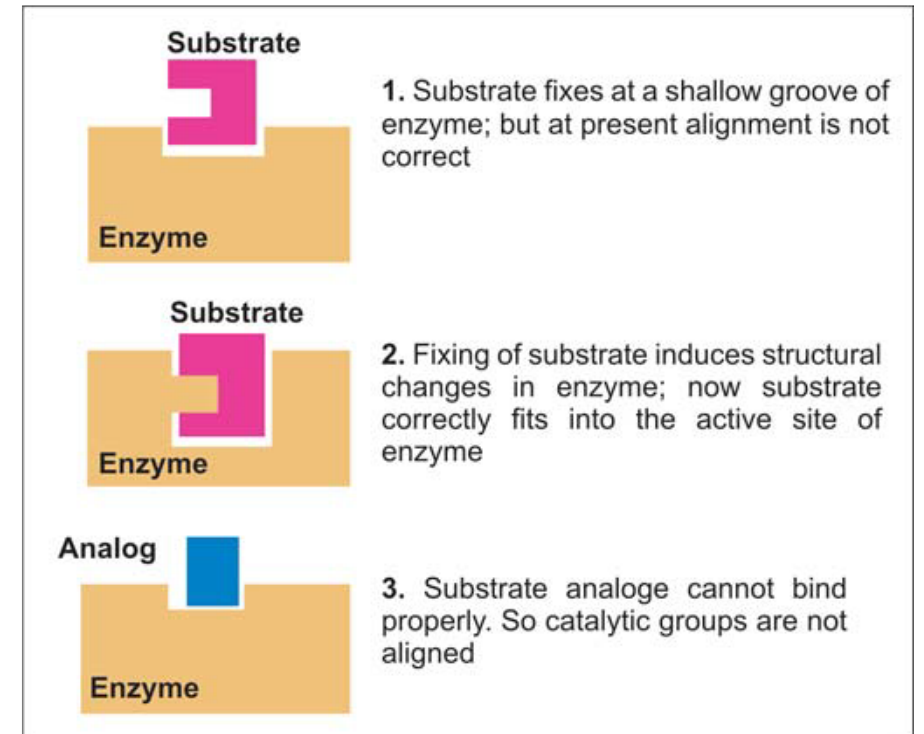 Substrate
1. Substrate fixes at a shallow groove of
enzyme; but at present alignment is not
correct
Enzyme
Substrate
2. Fixing of substrate induces structural
changes in enzyme; now substrate
correctly fits into the active site of
enzyme
Enzyme
Analog
3. Substrate analoge cannot bind
properly. So catalytic groups are not
aligned
Enzyme